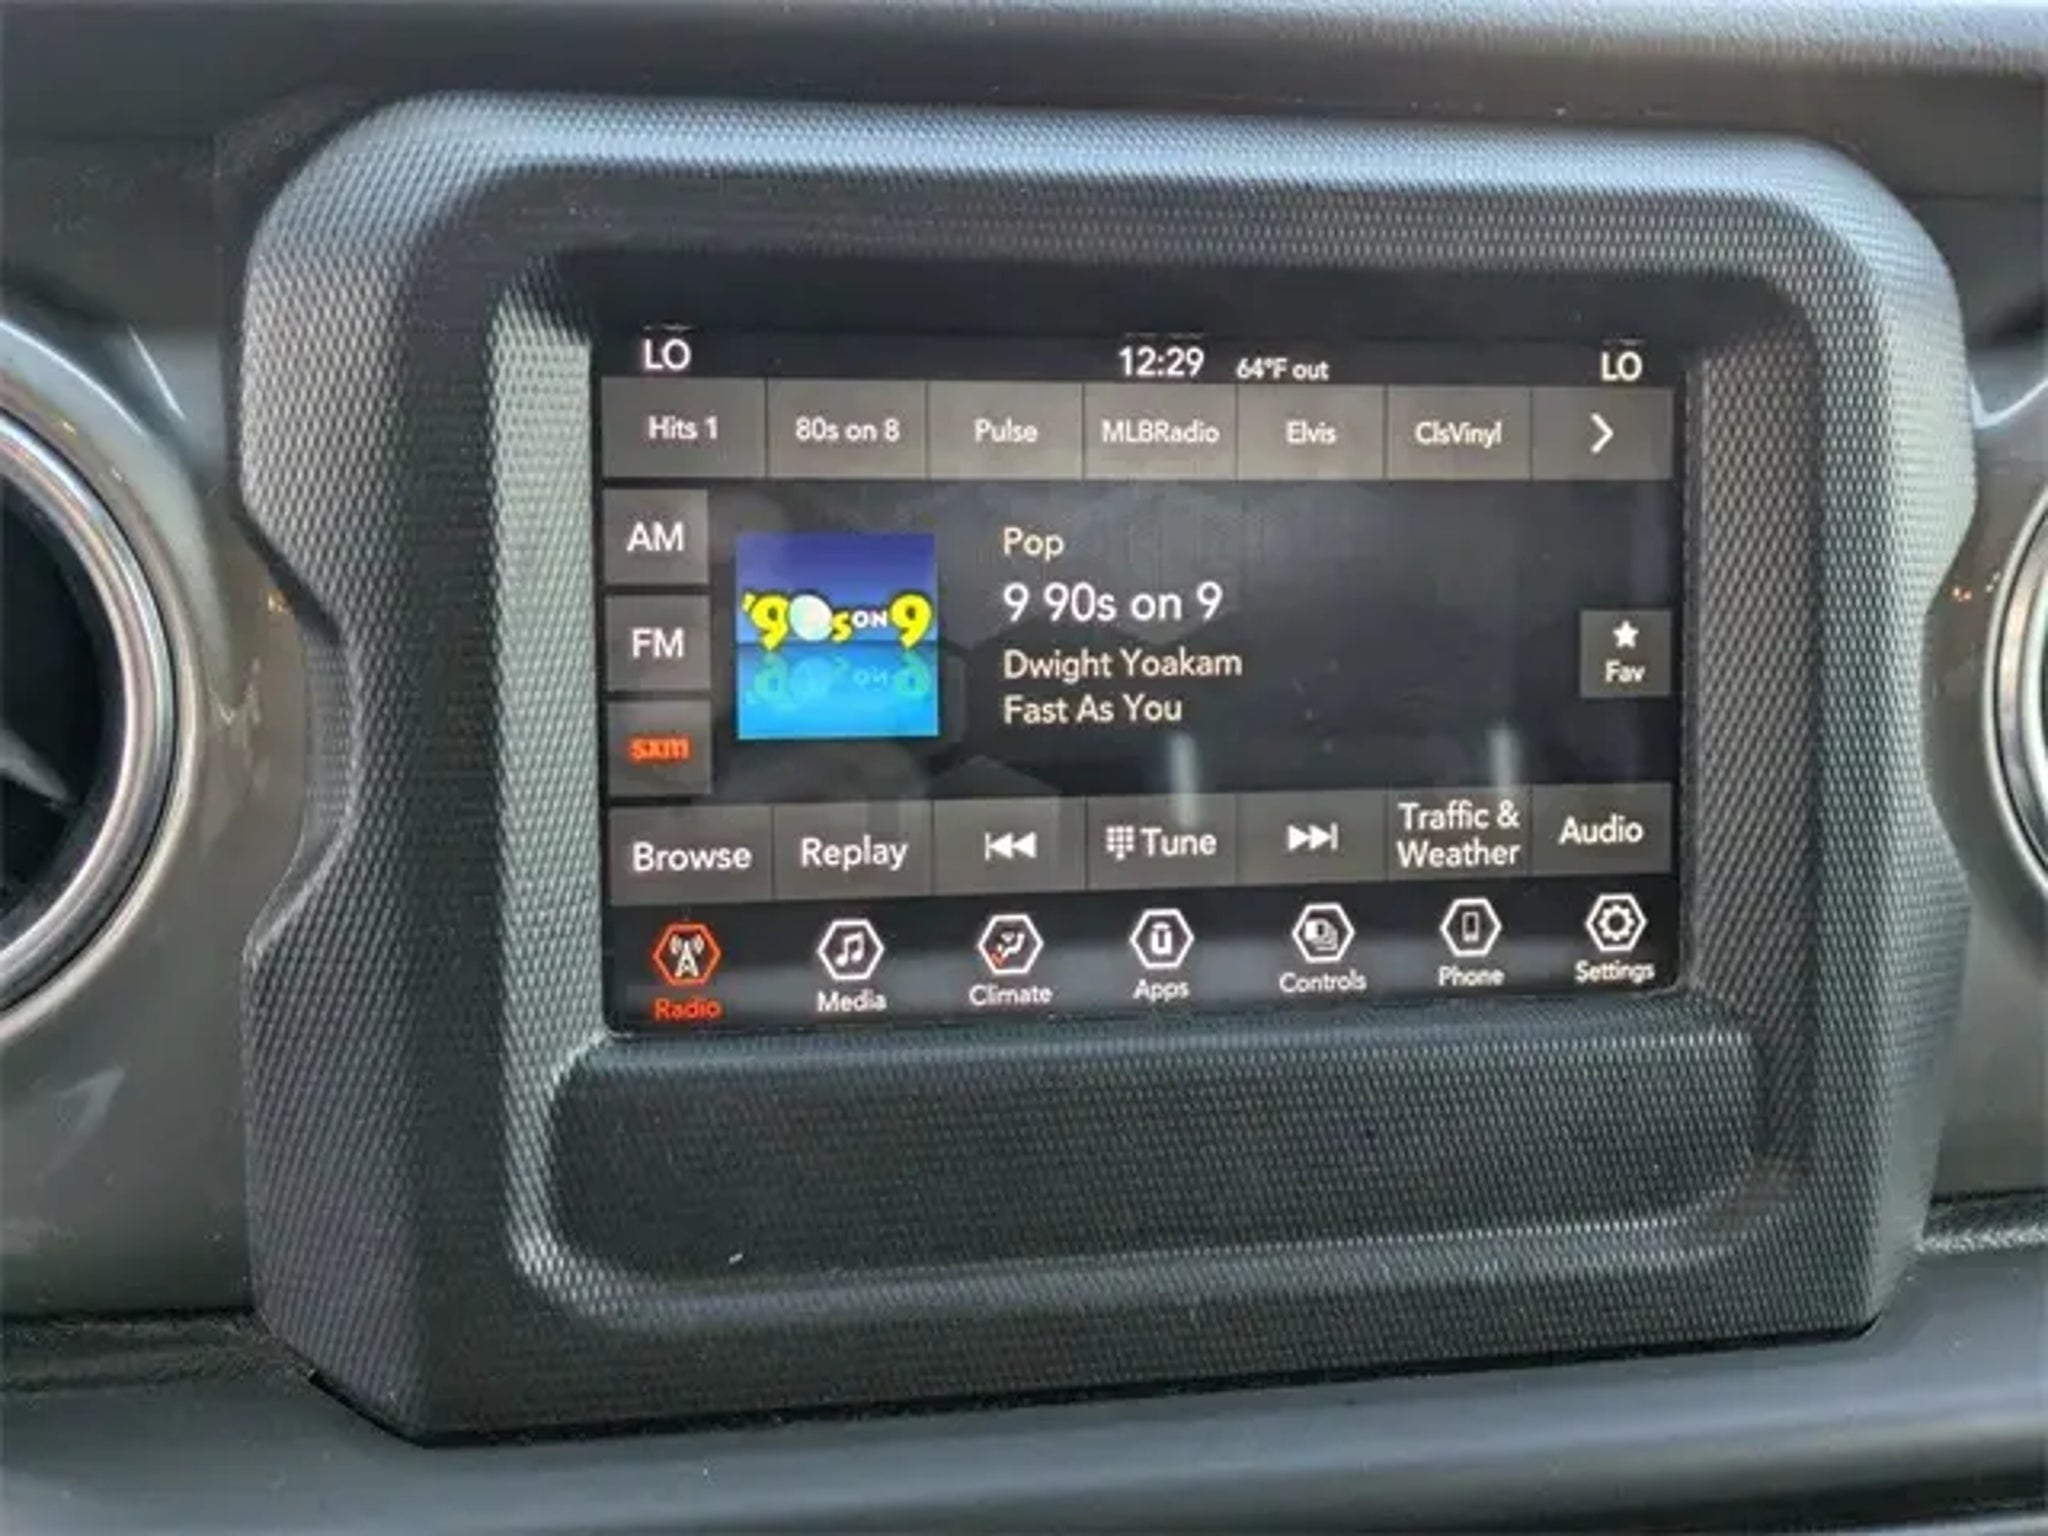 LO 12:29 64°F out LO
Hits 1 80s on 8 Pulse MLBRadio Elvis ClsVinyl
AM
FM
sxm
'90s ON 9
Pop
9 90s on 9
Dwight Yoakam
Fast As You
Fav
Browse Replay Tune Traffic & Weather Audio
Radio Media Climate Apps Controls Phone Settings